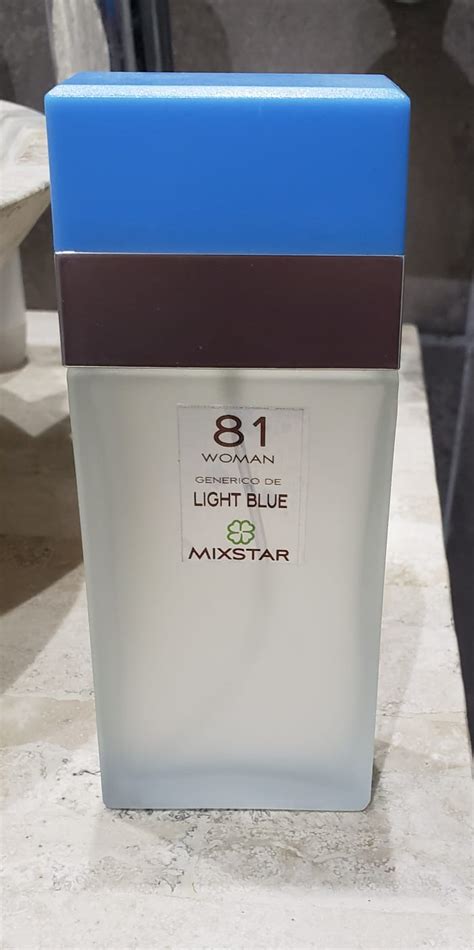 81
WOMAN
GENERICO DE
LIGHT BLUE
MIXSTAR